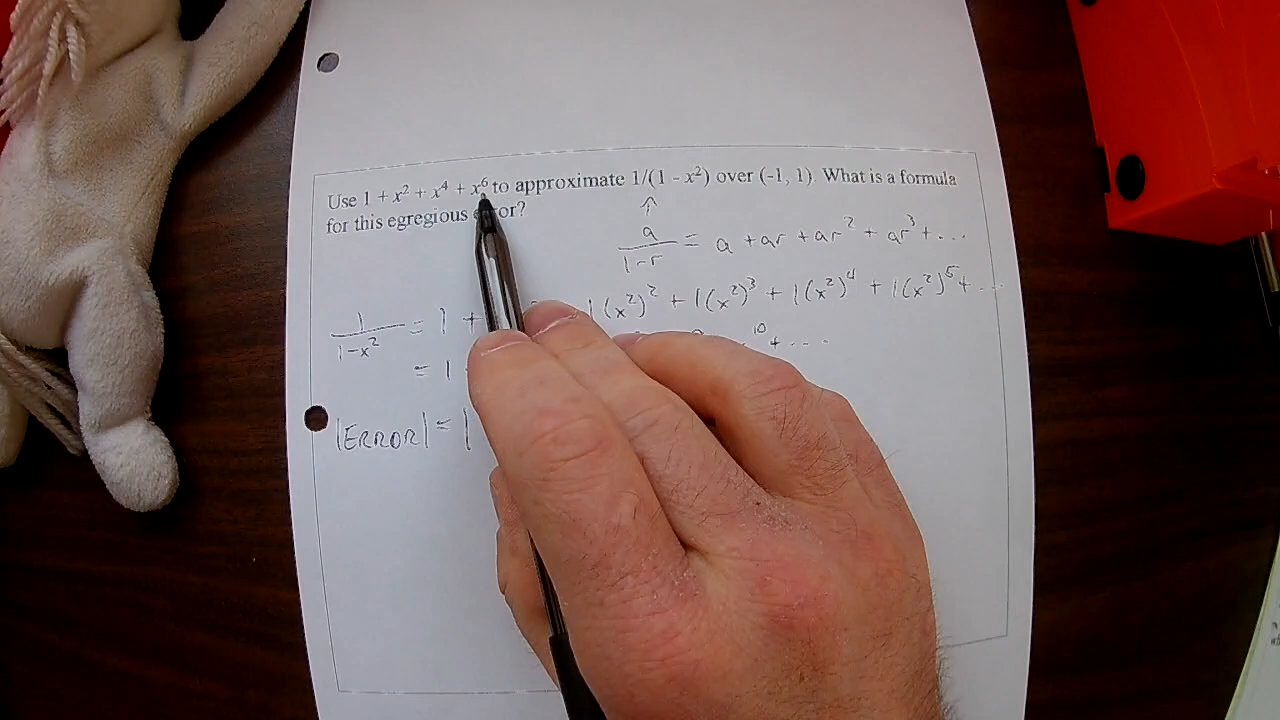 Use 1 + x² + x⁴ + x⁶ to approximate 1/(1 - x²) over (-1, 1). What is a formula
for this egregious error?
↑
a/(1-r) = a + ar + ar² + ar³ + ...
1/(1-x²) = 1 + 1(x²)² + 1(x²)³ + 1(x²)⁴ + 1(x²)⁵ + ...
= 1 10 + ...
|ERROR| = |